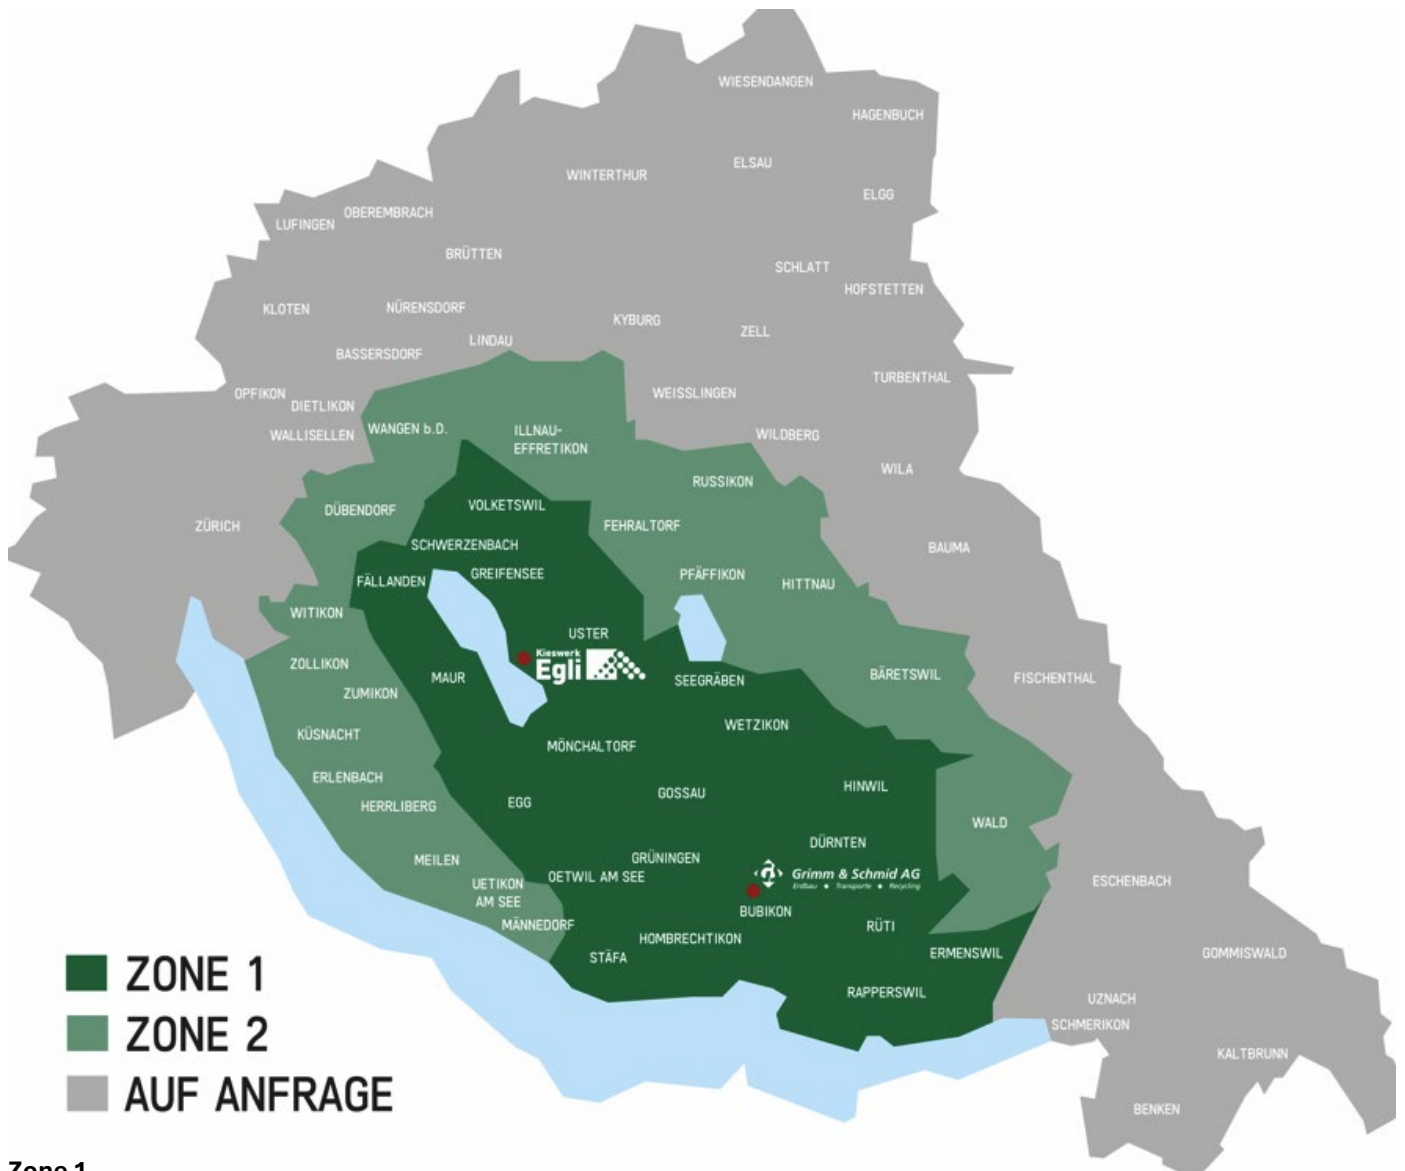 WIESENDANGEN
HAGENBUCH
ELSAU
WINTERTHUR
ELGG
OBEREMBRACH
LUFINGEN
BRÜTTEN
SCHLATT
HOFSTETTEN
KLOTEN
NÜRENSDORF
KYBURG
ZELL
LINDAU
BASSERSDORF
TURBENTHAL
OPFIKON
WEISSLINGEN
DIETLIKON
WANGEN b.D.
WALLISELLEN
ILLNAU-
EFFRETIKON
WILDBERG
WILA
RUSSIKON
VOLKETSWIL
DÜBENDORF
ZÜRICH
FEHRALTORF
SCHWERZENBACH
BAUMA
GREIFENSEE
FÄLLANDEN
PFÄFFIKON
HITTNAU
WITIKON
USTER
Kieswerk
Egli
ZOLLIKON
MAUR
SEEGRÄBEN
BÄRETSWIL
FISCHENTHAL
ZUMIKON
WETZIKON
KÜSNACHT
MÖNCHALTORF
ERLENBACH
HINWIL
GOSSAU
EGG
HERRLIBERG
WALD
DÜRNTEN
MEILEN
GRÜNINGEN
OETWIL AM SEE
Grimm & Schmid AG
Erdbau ◆ Transporte ◆ Recycling
ESCHENBACH
UETIKON
AM SEE
BUBIKON
MÄNNEDORF
RÜTI
HOMBRECHTIKON
ERMENSWIL
GOMMISWALD
STÄFA
RAPPERSWIL
UZNACH
SCHMERIKON
KALTBRUNN
BENKEN
ZONE 1
ZONE 2
AUF ANFRAGE
Zone 1